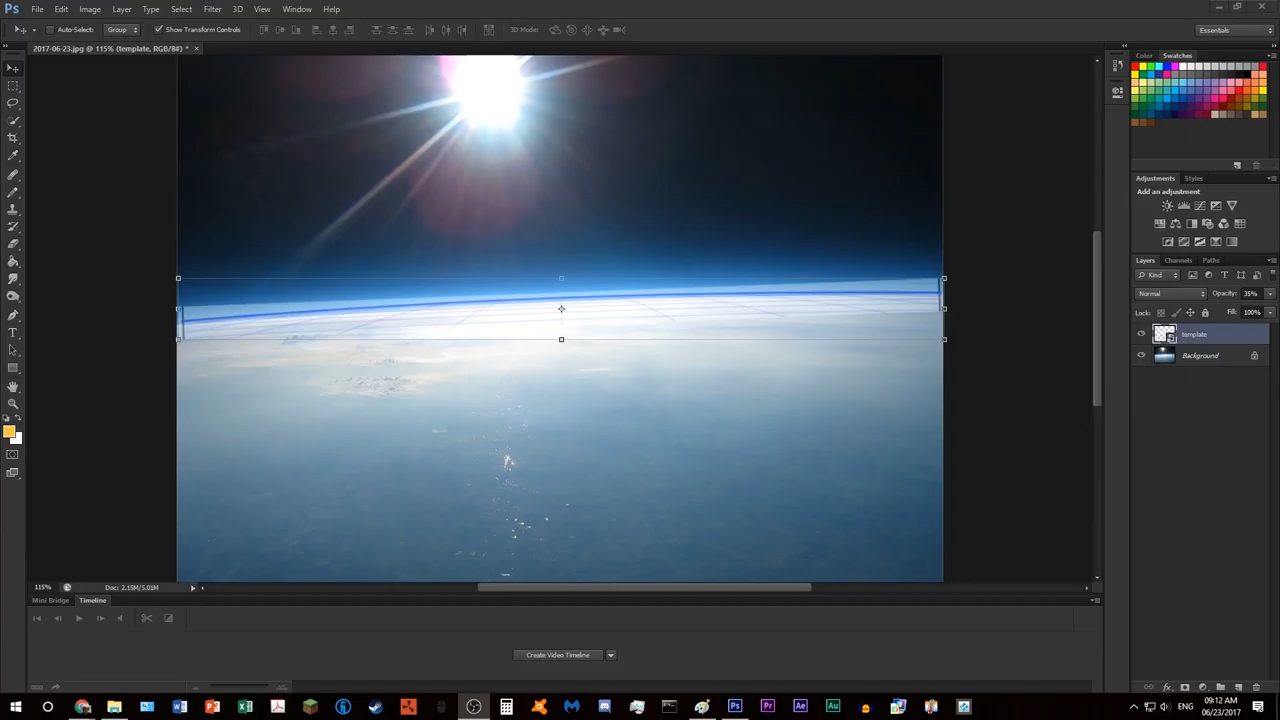 Ps File Edit Image Layer Type Select Filter 3D View Window Help
Auto-Select: Group Show Transform Controls 3D Mode: Essentials
2017-06-23.jpg @ 115% (template, RGB/8#) * ×
Color Swatches
Adjustments Styles
Add an adjustment
Layers Channels Paths
Kind
Normal Opacity: 35%
Lock: Fill: 100%
template
Background
115% Doc: 2.15M/5.01M
Mini Bridge Timeline
Create Video Timeline
09:12 AM
06/23/2017